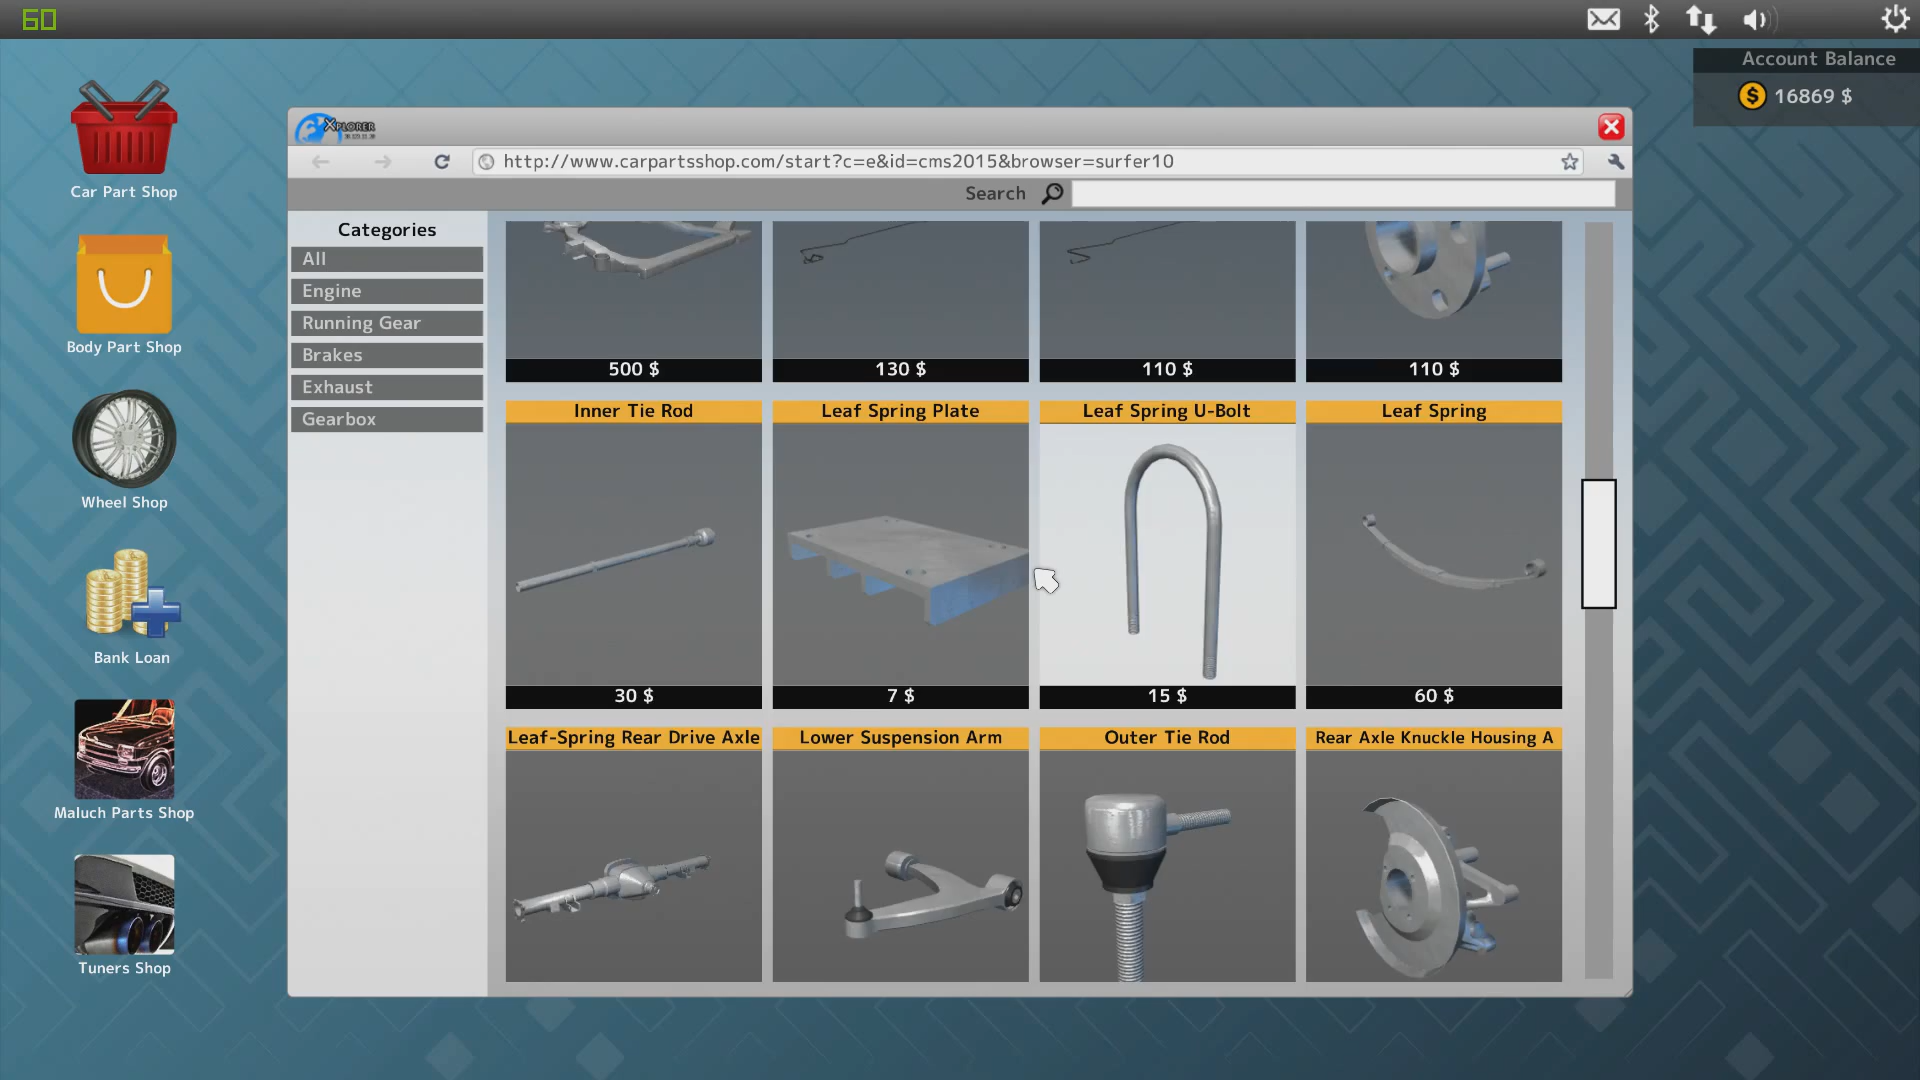 60
Account Balance
16869 $
XPLORER
http://www.carpartsshop.com/start?c=e&id=cms2015&browser=surfer10
Search
Categories
All
Engine
Running Gear
Brakes
Exhaust
Gearbox
Car Part Shop
Body Part Shop
Wheel Shop
Bank Loan
Maluch Parts Shop
Tuners Shop
500 $
130 $
110 $
110 $
Inner Tie Rod
Leaf Spring Plate
Leaf Spring U-Bolt
Leaf Spring
30 $
7 $
15 $
60 $
Leaf-Spring Rear Drive Axle
Lower Suspension Arm
Outer Tie Rod
Rear Axle Knuckle Housing A